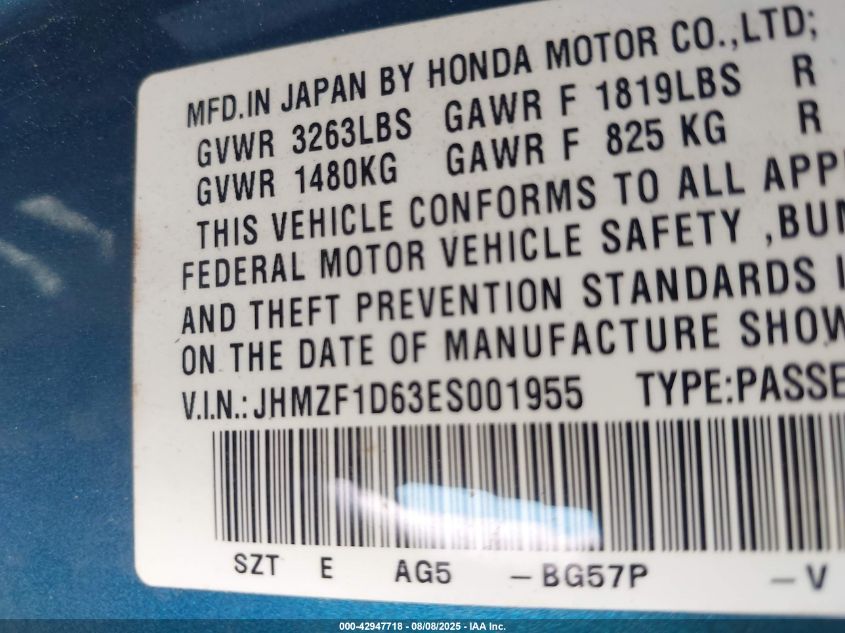 MFD.IN JAPAN BY HONDA MOTOR CO.,LTD;
GVWR 3263LBS GAWR F 1819LBS R
GVWR 1480KG GAWR F 825 KG R
THIS VEHICLE CONFORMS TO ALL APP
FEDERAL MOTOR VEHICLE SAFETY ,BUM
AND THEFT PREVENTION STANDARDS I
ON THE DATE OF MANUFACTURE SHOW
V.I.N.: JHMZF1D63ES001955 TYPE:PASSE
SZT E AG5 -BG57P -V
000-42947718 - 08/08/2025 - IAA Inc.